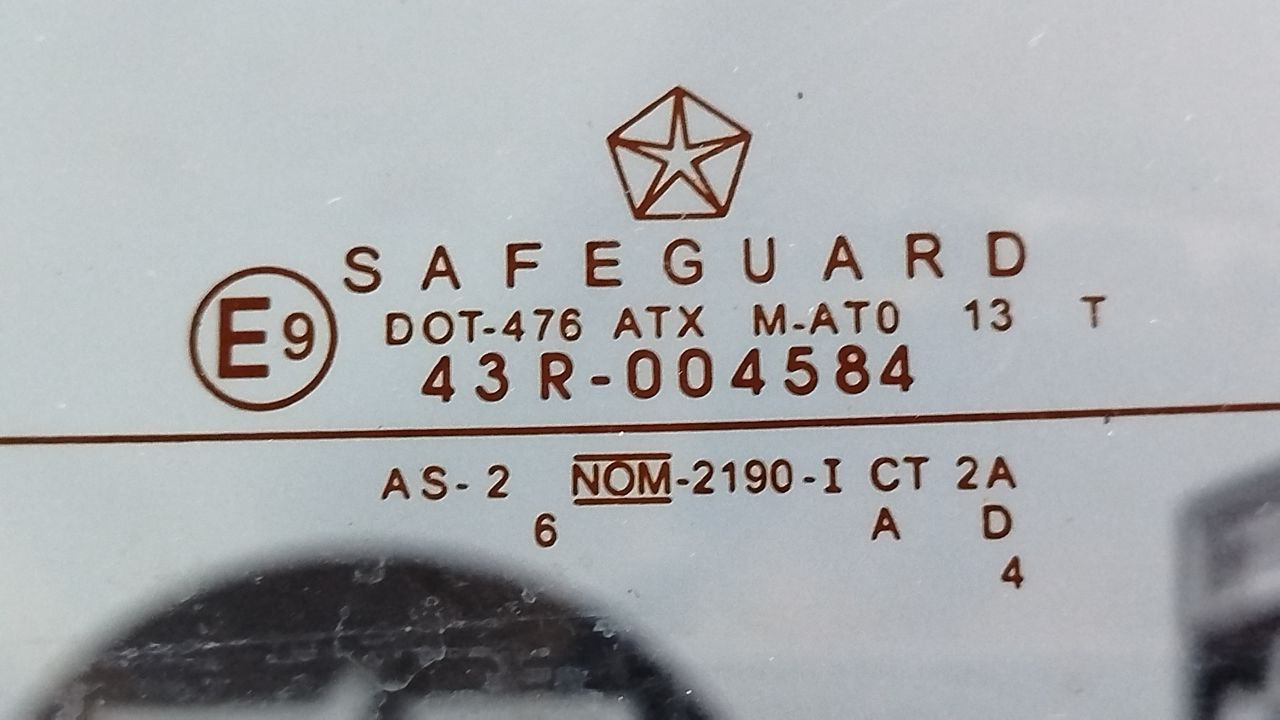 SAFEGUARD
E9
DOT-476 ATX M-AT0 13 T
43R-004584
AS-2 NOM-2190-I CT 2A
6 A D
4